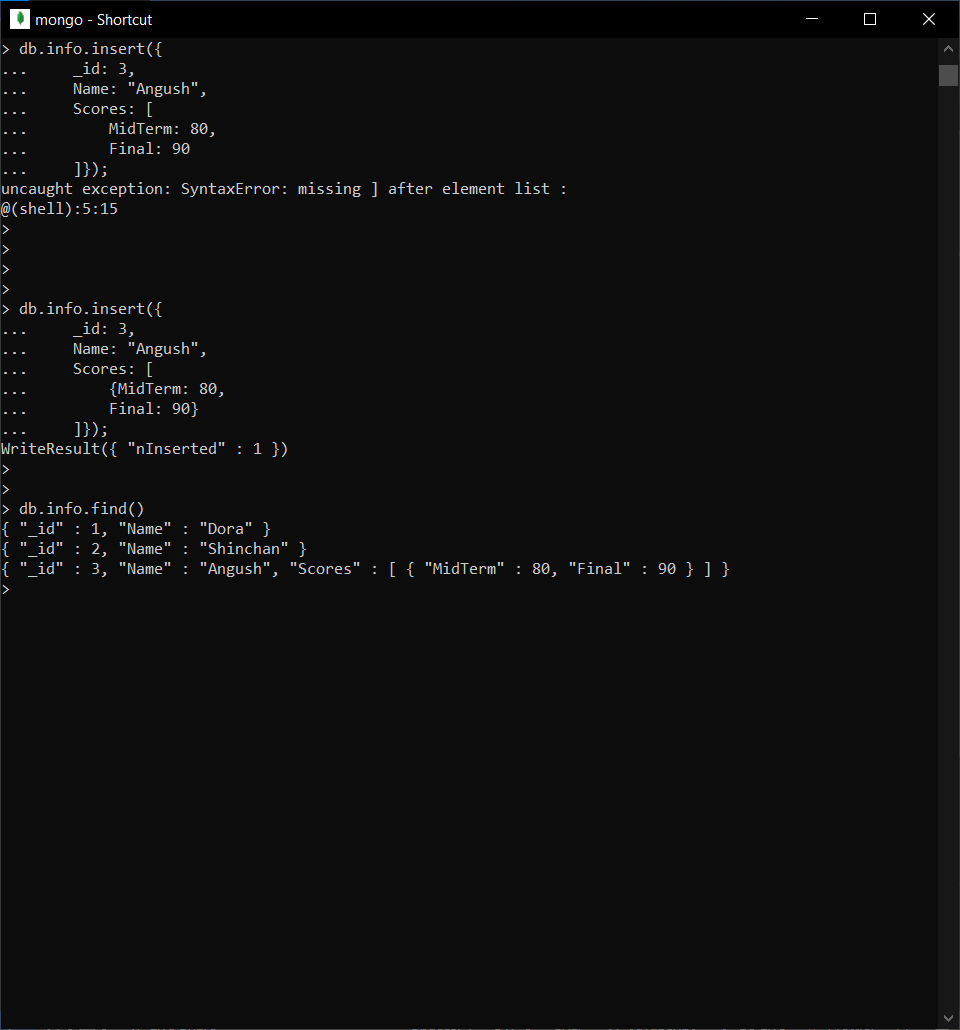 mongo - Shortcut
> db.info.insert({
...     _id: 3,
...     Name: "Angush",
...     Scores: [
...         MidTerm: 80,
...         Final: 90
...     ]});
uncaught exception: SyntaxError: missing ] after element list :
@(shell):5:15
>
>
>
>
> db.info.insert({
...     _id: 3,
...     Name: "Angush",
...     Scores: [
...         {MidTerm: 80,
...         Final: 90}
...     ]});
WriteResult({ "nInserted" : 1 })
>
>
> db.info.find()
{ "_id" : 1, "Name" : "Dora" }
{ "_id" : 2, "Name" : "Shinchan" }
{ "_id" : 3, "Name" : "Angush", "Scores" : [ { "MidTerm" : 80, "Final" : 90 } ] }
>